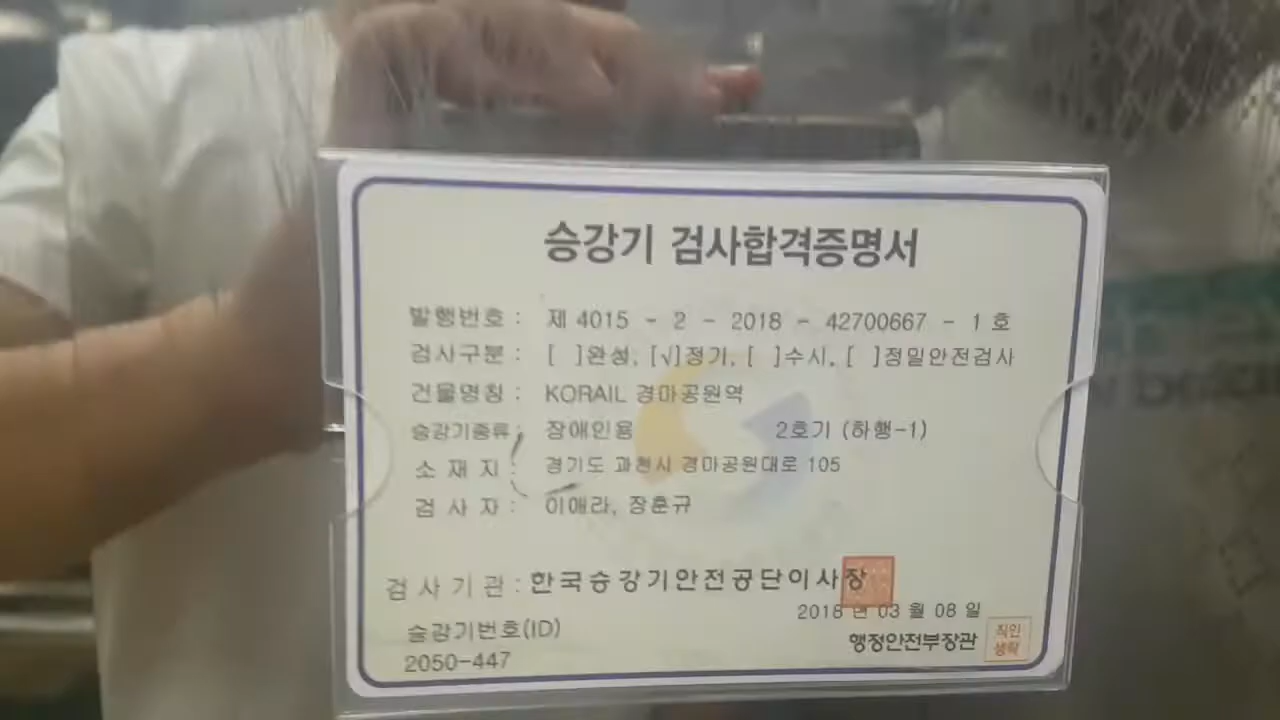 승강기 검사합격증명서
발행번호 : 제 4015 - 2 - 2018 - 42700667 - 1 호
검사구분 : [ ]완성, [√]정기, [ ]수시, [ ]정밀안전검사
건물명칭 : KORAIL 경마공원역
승강기종류 : 장애인용 2호기 (하행-1)
소 재 지 : 경기도 과천시 경마공원대로 105
검 사 자 : 이애라, 장훈규
검 사 기 관 : 한국승강기안전공단이사장
2018 년 03 월 08 일
승강기번호(ID)
행정안전부장관 직인생략
2050-447